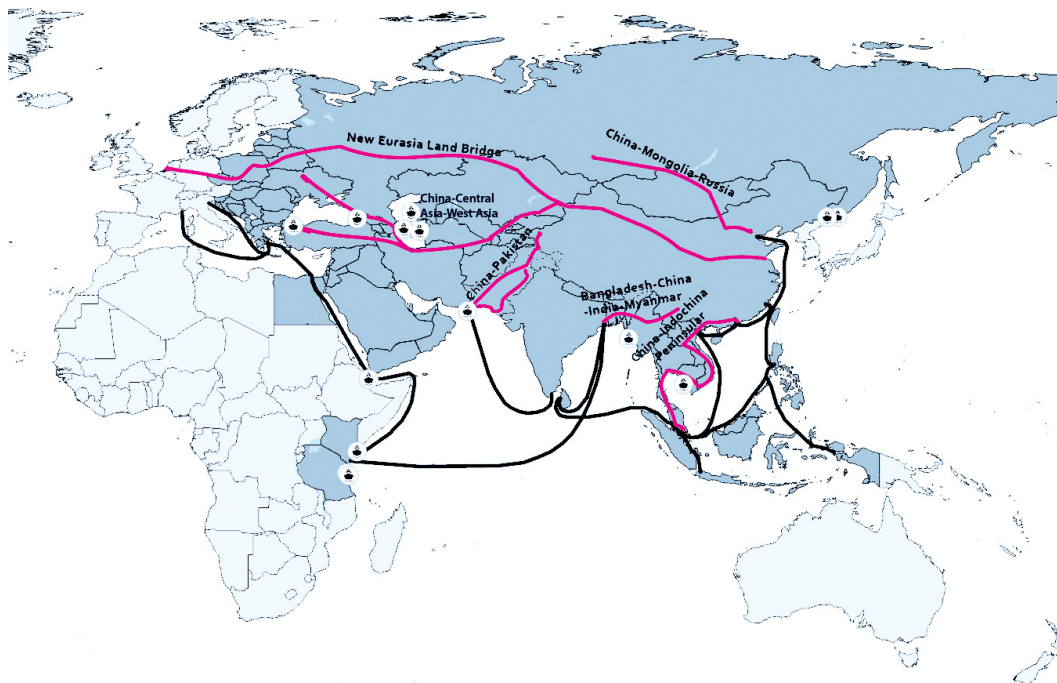 New Eurasia Land Bridge
China-Mongolia-Russia
China-Central
Asia-West Asia
China-Pakistan
Bangladesh-China
-India-Myanmar
China-Indochina
Peninsular